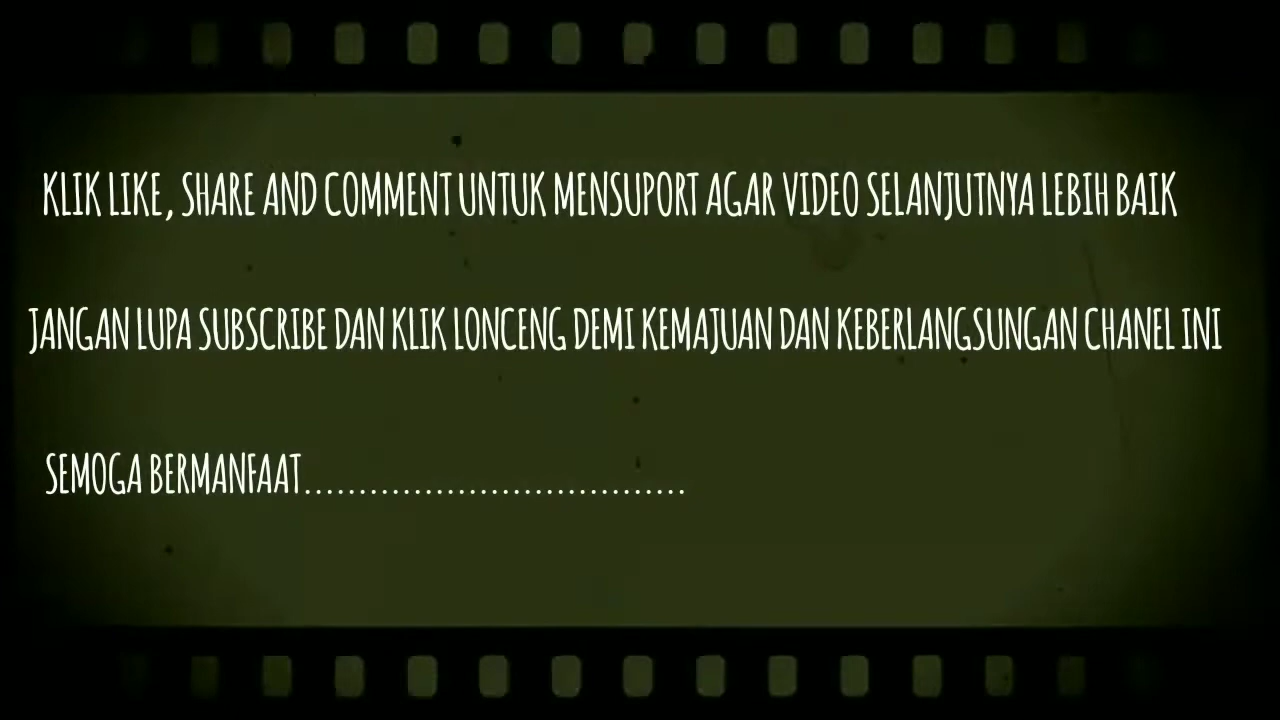 KLIK LIKE, SHARE AND COMMENT UNTUK MENSUPORT AGAR VIDEO SELANJUTNYA LEBIH BAIK
JANGAN LUPA SUBSCRIBE DAN KLIK LONCENG DEMI KEMAJUAN DAN KEBERLANGSUNGAN CHANEL INI
SEMOGA BERMANFAAT...................................